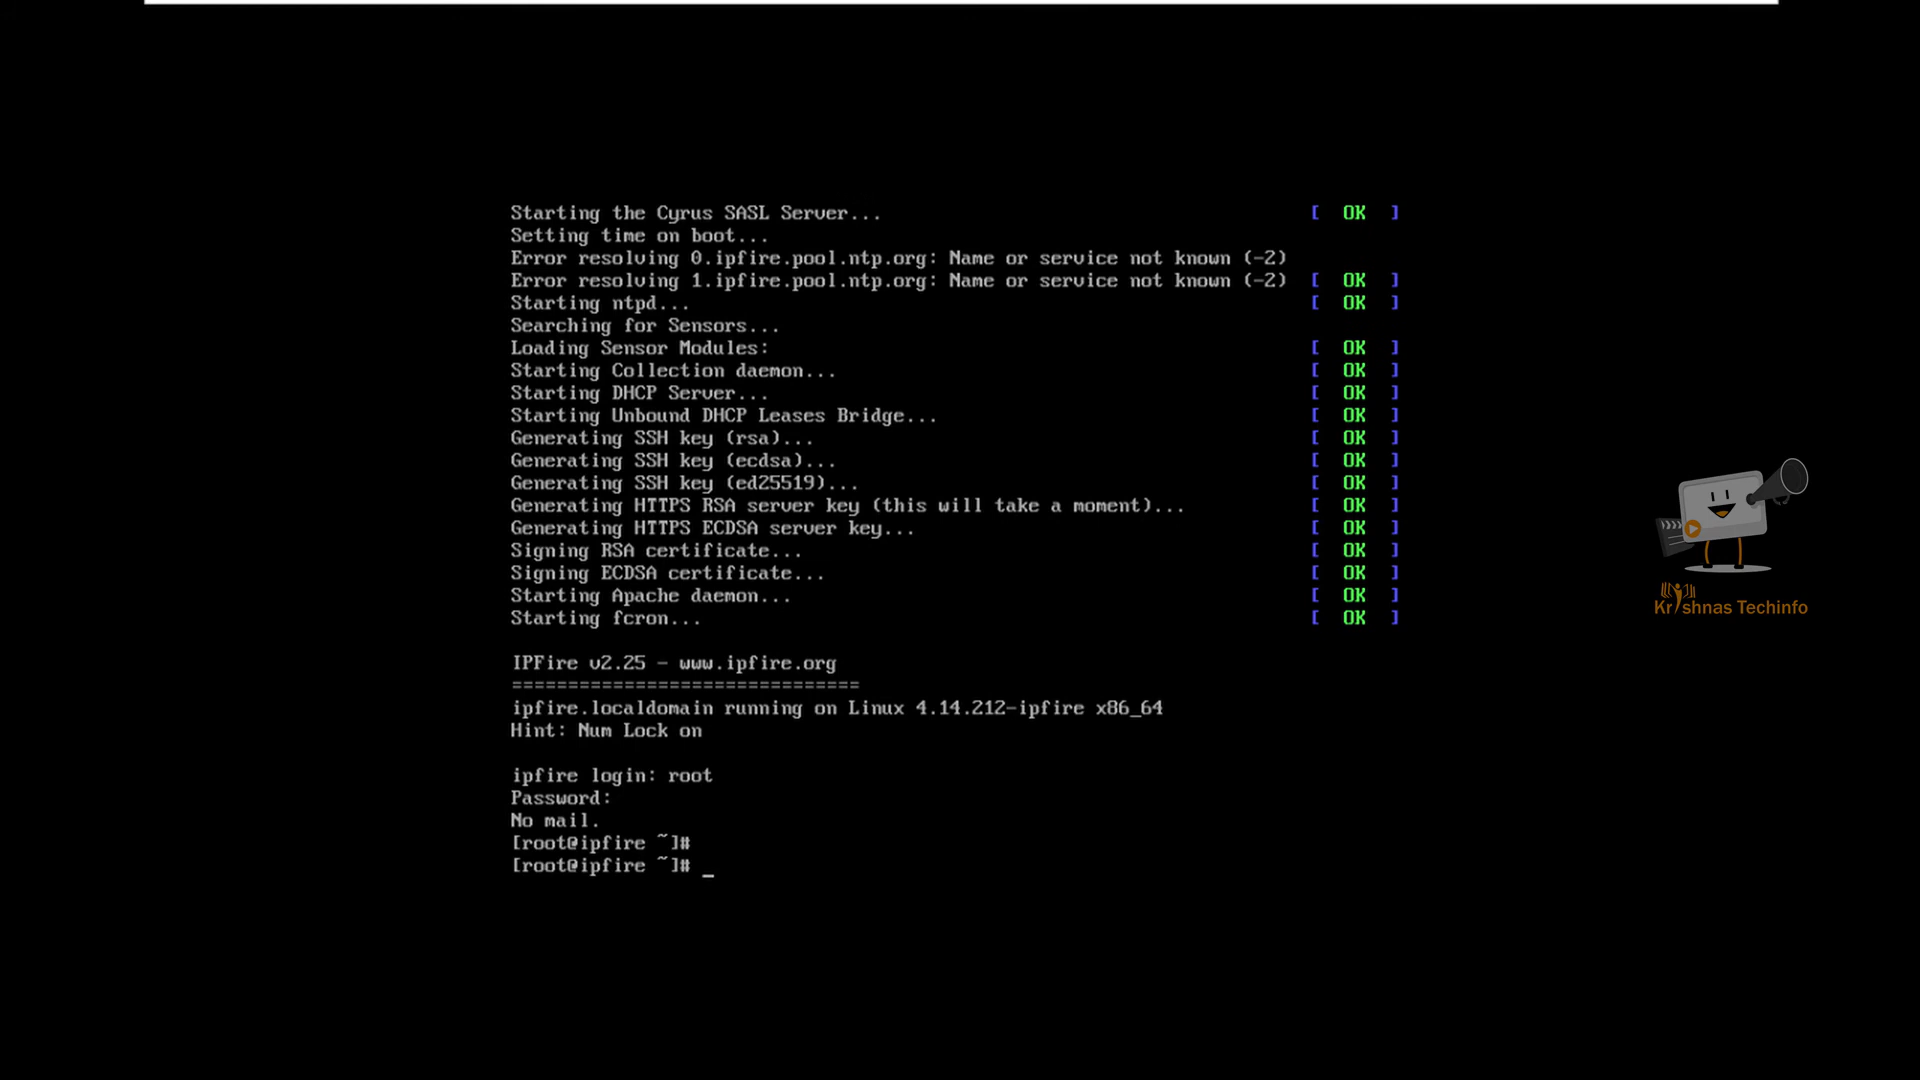 Starting the Cyrus SASL Server... [ OK ]
Setting time on boot...
Error resolving 0.ipfire.pool.ntp.org: Name or service not known (-2)
Error resolving 1.ipfire.pool.ntp.org: Name or service not known (-2) [ OK ]
Starting ntpd... [ OK ]
Searching for Sensors...
Loading Sensor Modules: [ OK ]
Starting Collection daemon... [ OK ]
Starting DHCP Server... [ OK ]
Starting Unbound DHCP Leases Bridge... [ OK ]
Generating SSH key (rsa)... [ OK ]
Generating SSH key (ecdsa)... [ OK ]
Generating SSH key (ed25519)... [ OK ]
Generating HTTPS RSA server key (this will take a moment)... [ OK ]
Generating HTTPS ECDSA server key... [ OK ]
Signing RSA certificate... [ OK ]
Signing ECDSA certificate... [ OK ]
Starting Apache daemon... [ OK ]
Starting fcron... [ OK ]
IPFire v2.25 - www.ipfire.org
===============================
ipfire.localdomain running on Linux 4.14.212-ipfire x86_64
Hint: Num Lock on
ipfire login: root
Password:
No mail.
[root@ipfire ~]#
[root@ipfire ~]# _
Krishnas Techinfo